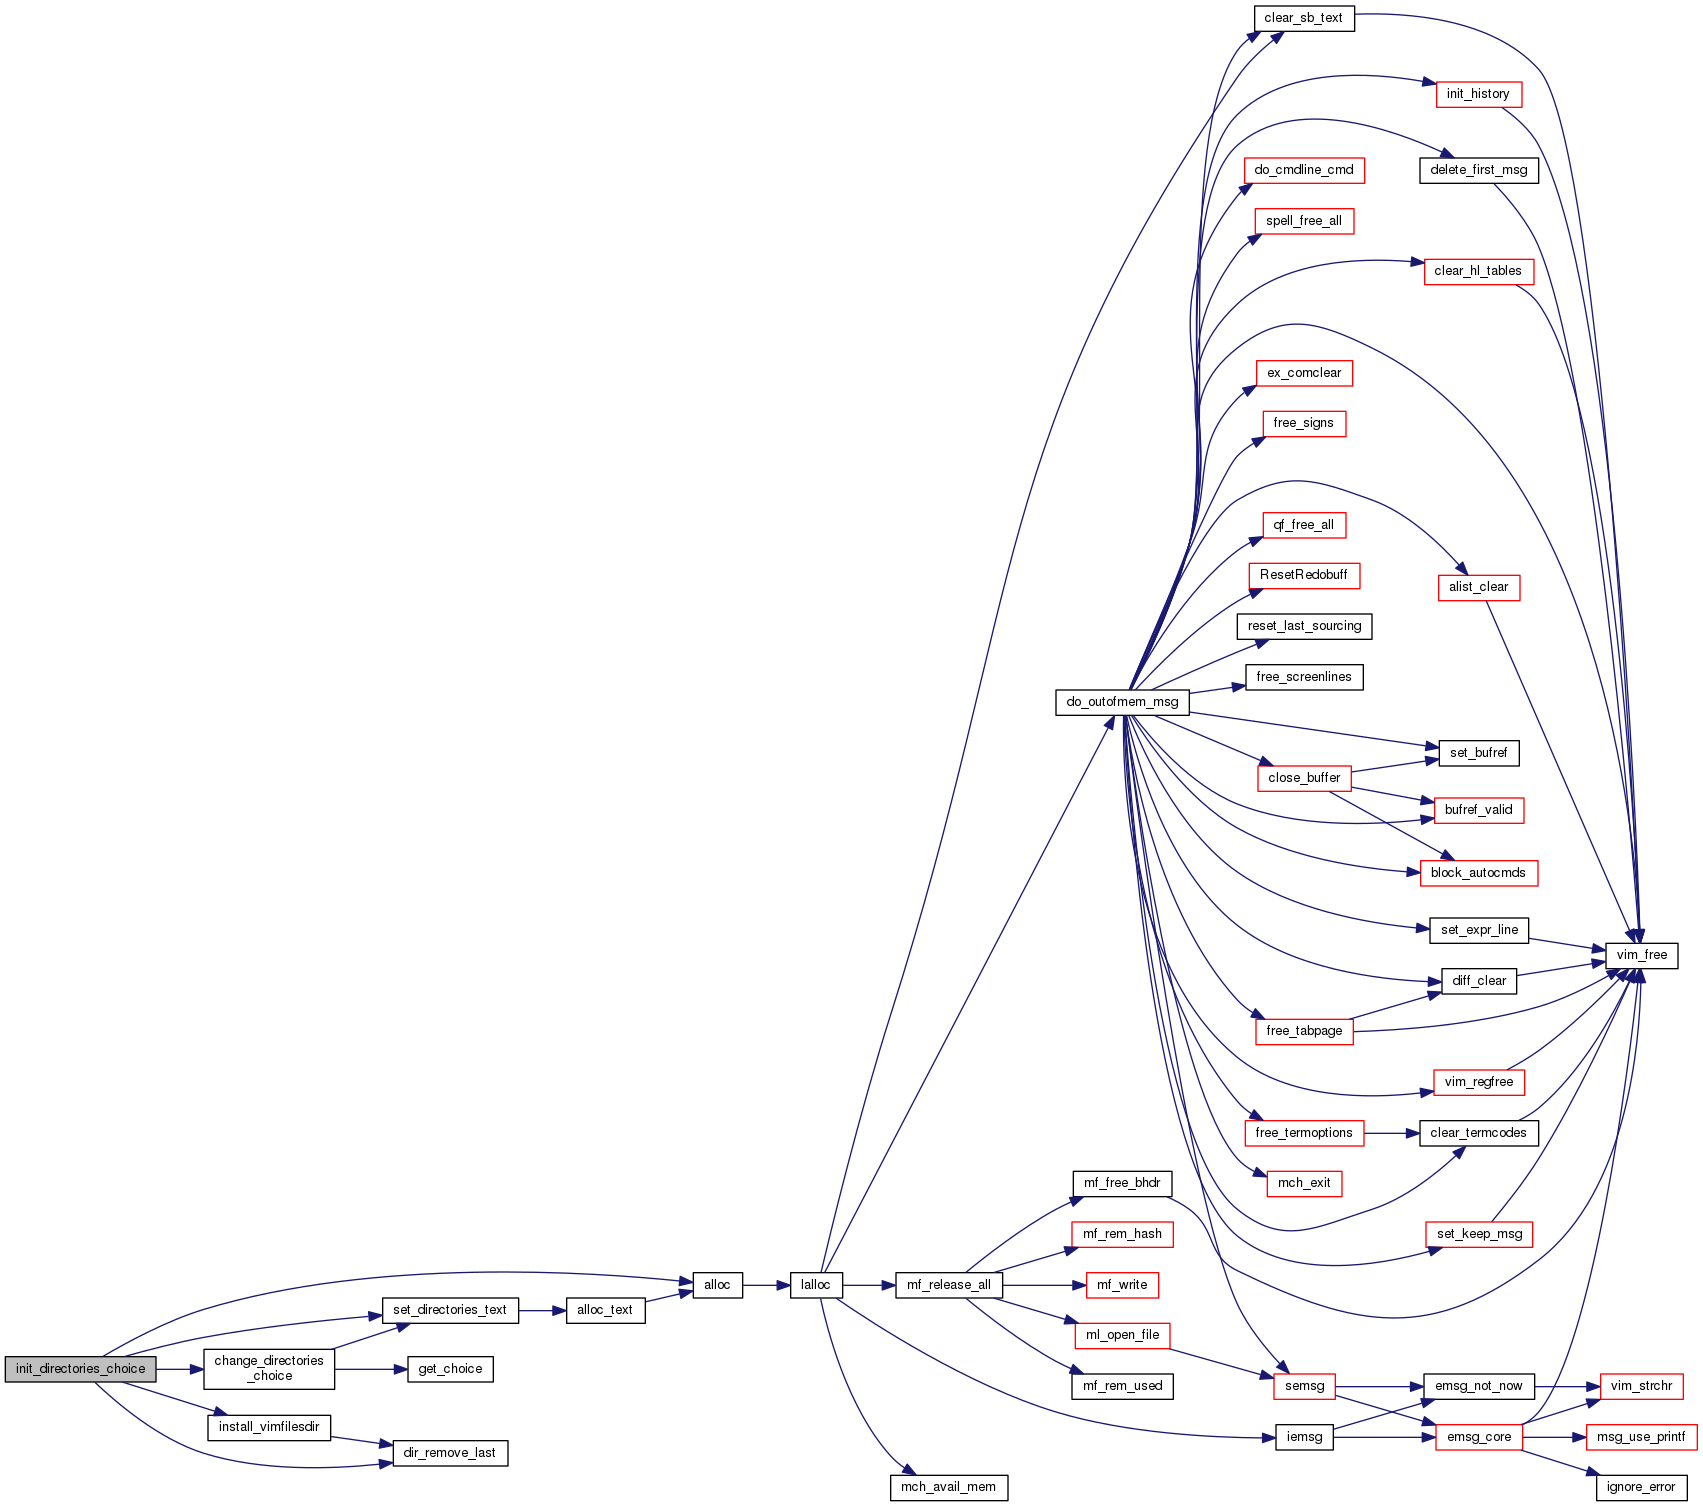 clear_sb_text
init_history
do_cmdline_cmd
delete_first_msg
spell_free_all
clear_hl_tables
ex_comclear
free_signs
qf_free_all
ResetRedobuff
alist_clear
reset_last_sourcing
free_screenlines
do_outofmem_msg
set_bufref
close_buffer
bufref_valid
block_autocmds
set_expr_line
vim_free
diff_clear
free_tabpage
vim_regfree
free_termoptions
clear_termcodes
mf_free_bhdr
mch_exit
mf_rem_hash
set_keep_msg
alloc
lalloc
mf_release_all
mf_write
set_directories_text
alloc_text
ml_open_file
init_directories_choice
change_directories
_choice
get_choice
mf_rem_used
semsg
emsg_not_now
vim_strchr
install_vimfilesdir
iemsg
emsg_core
msg_use_printf
dir_remove_last
mch_avail_mem
ignore_error